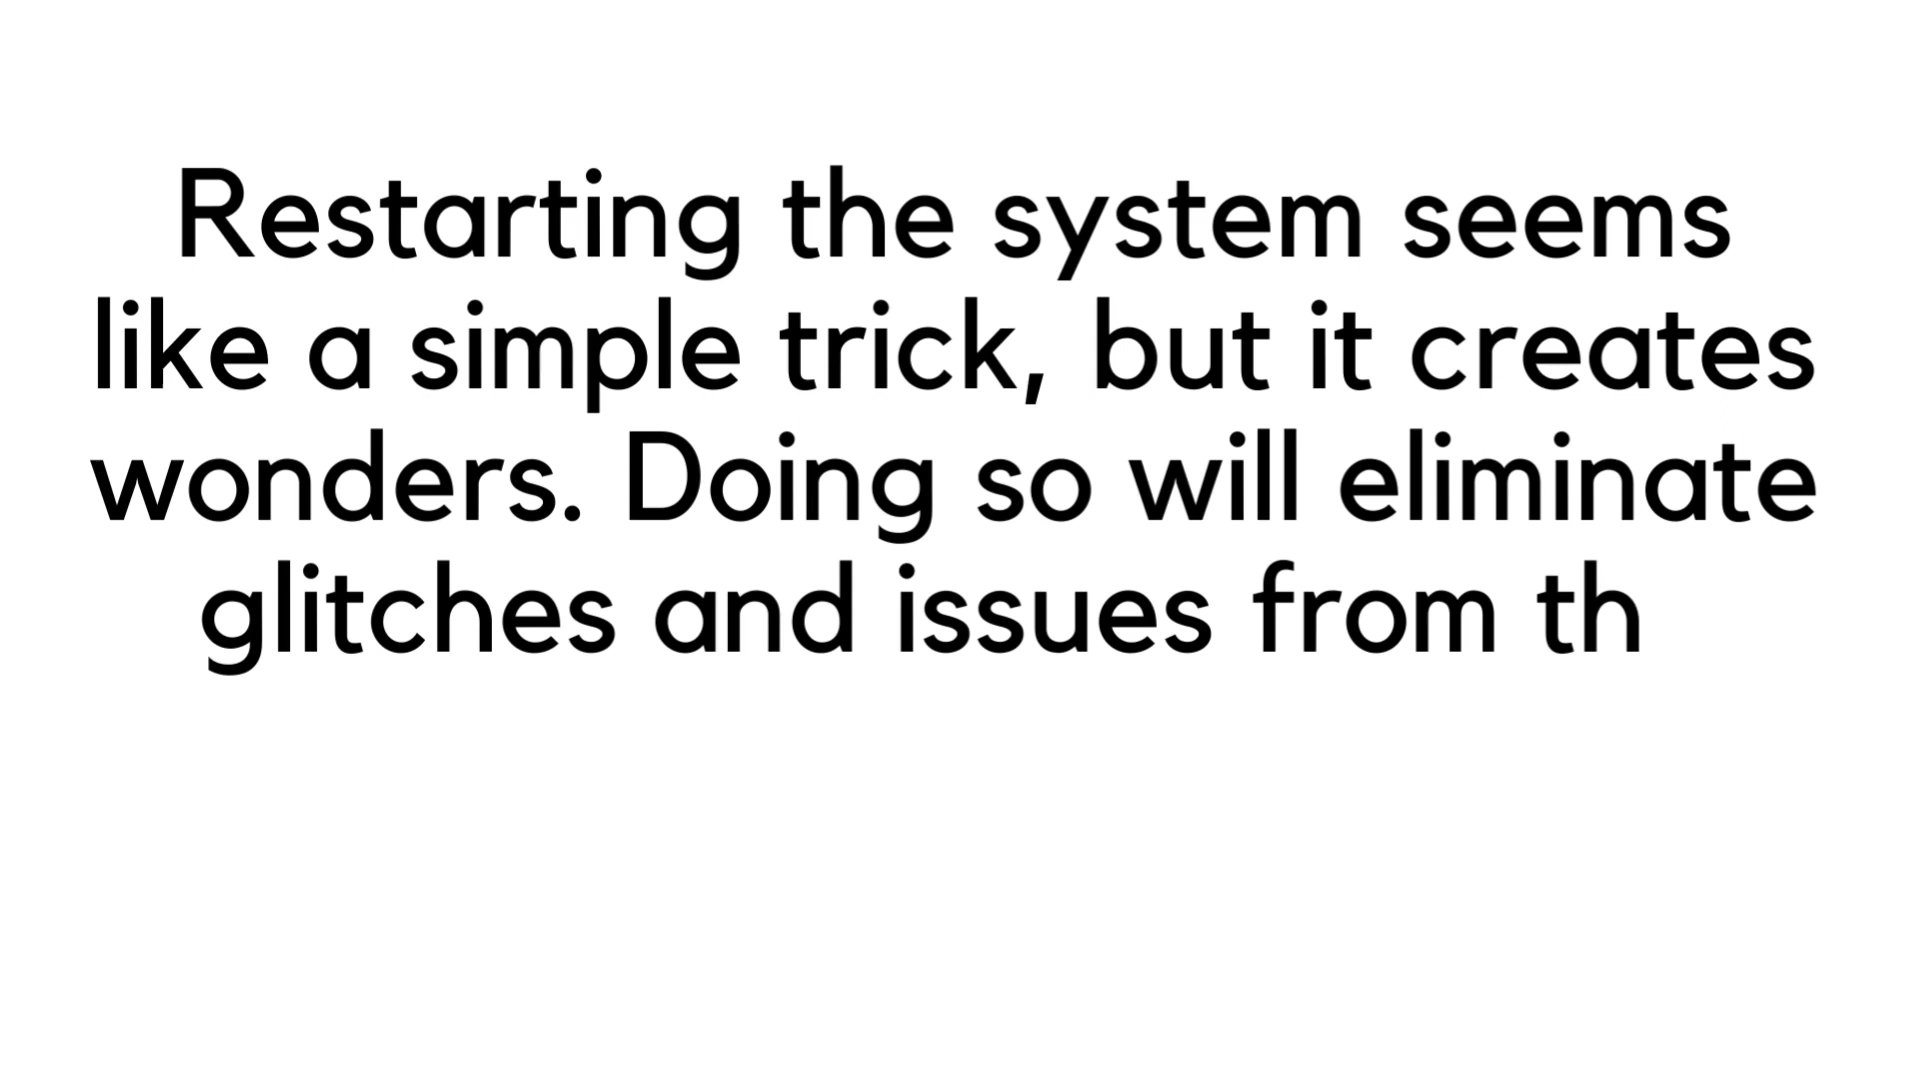 Restarting the system seems
like a simple trick, but it creates
wonders. Doing so will eliminate
glitches and issues from th